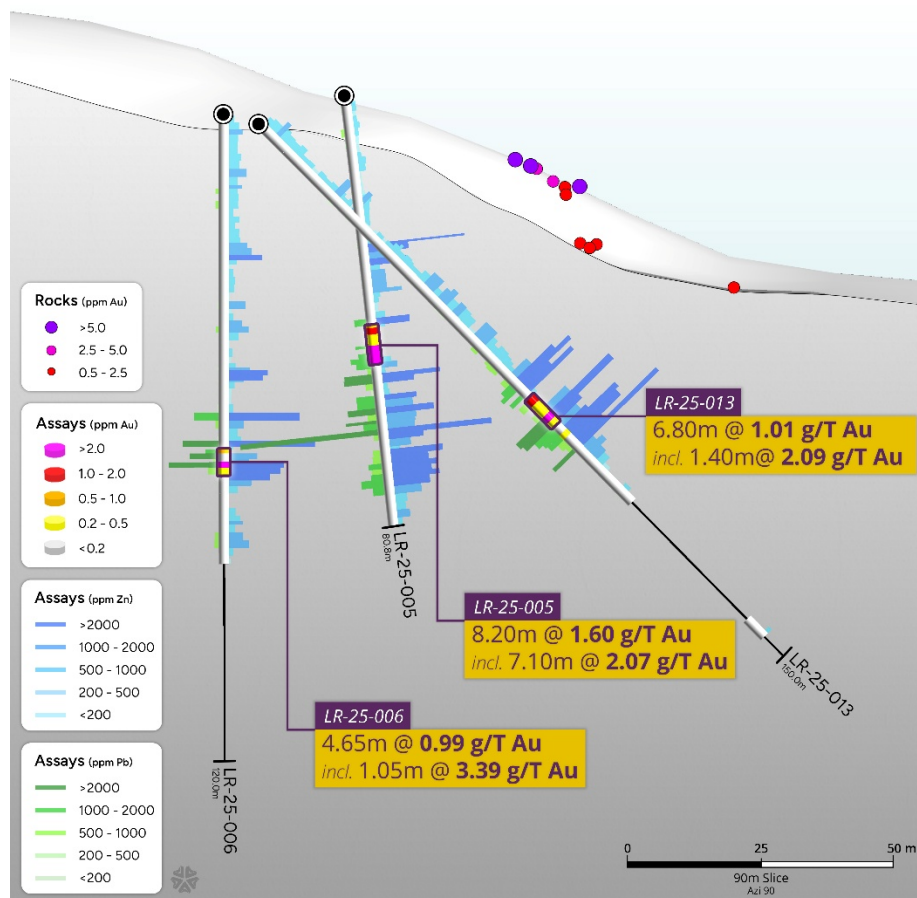 Rocks (ppm Au)
>5.0
2.5 - 5.0
0.5 - 2.5
Assays (ppm Au)
>2.0
1.0 - 2.0
0.5 - 1.0
0.2 - 0.5
<0.2
Assays (ppm Zn)
>2000
1000 - 2000
500 - 1000
200 - 500
<200
Assays (ppm Pb)
>2000
1000 - 2000
500 - 1000
200 - 500
<200
LR-25-013
6.80m @ 1.01 g/T Au
incl. 1.40m@ 2.09 g/T Au
LR-25-005
8.20m @ 1.60 g/T Au
incl. 7.10m @ 2.07 g/T Au
LR-25-006
4.65m @ 0.99 g/T Au
incl. 1.05m @ 3.39 g/T Au
LR-25-005
80.8m
LR-25-013
150.0m
LR-25-006
120.0m
0 25 50 m
90m Slice
Azi 90